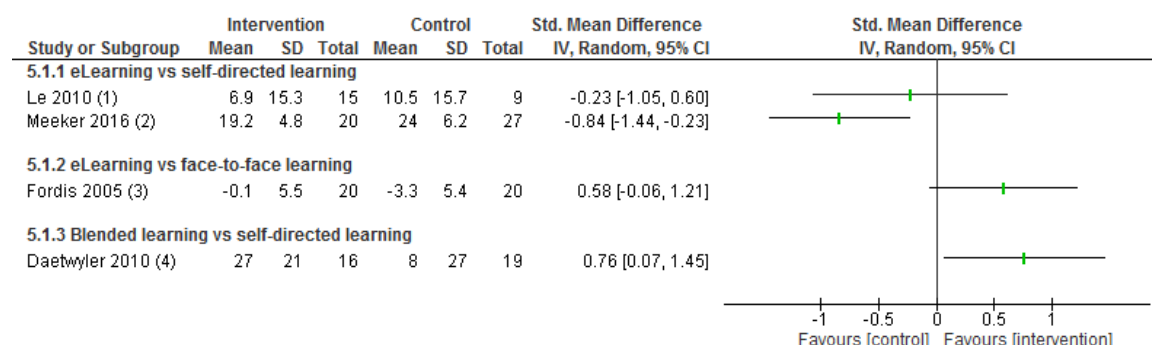 Intervention Control Std. Mean Difference Std. Mean Difference
Study or Subgroup Mean SD Total Mean SD Total IV, Random, 95% CI IV, Random, 95% CI
5.1.1 eLearning vs self-directed learning
Le 2010 (1) 6.9 15.3 15 10.5 15.7 9 -0.23 [-1.05, 0.60]
Meeker 2016 (2) 19.2 4.8 20 24 6.2 27 -0.84 [-1.44, -0.23]
5.1.2 eLearning vs face-to-face learning
Fordis 2005 (3) -0.1 5.5 20 -3.3 5.4 20 0.58 [-0.06, 1.21]
5.1.3 Blended learning vs self-directed learning
Daetwyler 2010 (4) 27 21 16 8 27 19 0.76 [0.07, 1.45]
-1 -0.5 0 0.5 1
Favours [control] Favours [intervention]